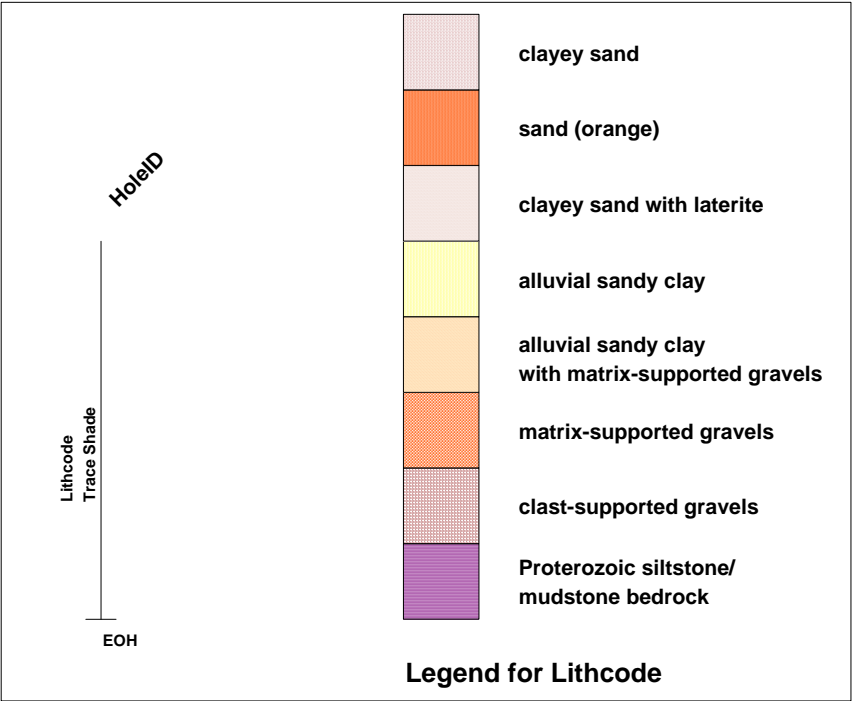 clayey sand
sand (orange)
HoleID
clayey sand with laterite
alluvial sandy clay
alluvial sandy clay
with matrix-supported gravels
matrix-supported gravels
Lithcode
Trace Shade
clast-supported gravels
Proterozoic siltstone/
mudstone bedrock
EOH
Legend for Lithcode